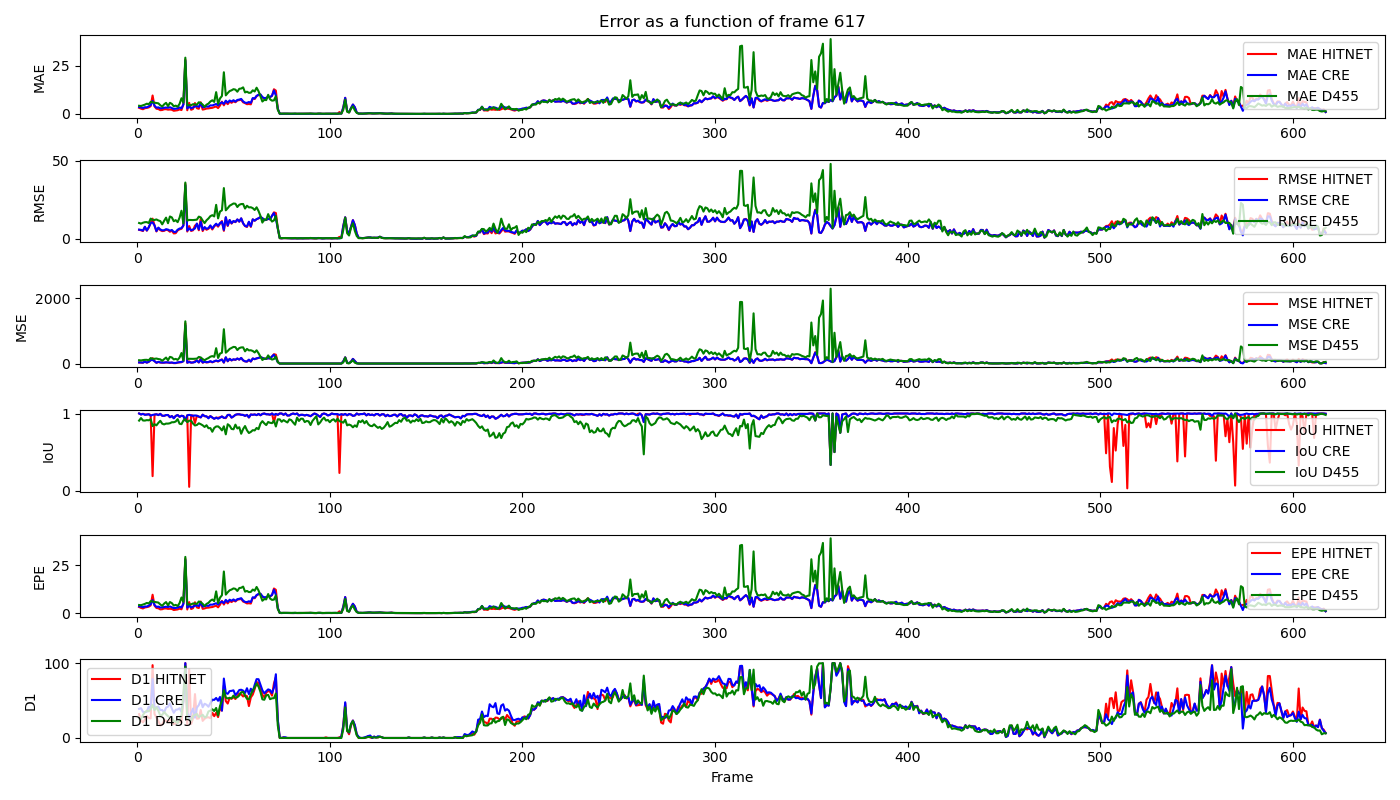 Error as a function of frame 617
MAE
25
0
MAE HITNET
MAE CRE
MAE D455
0 100 200 300 400 500 600
RMSE
50
0
RMSE HITNET
RMSE CRE
RMSE D455
0 100 200 300 400 500 600
MSE
2000
0
MSE HITNET
MSE CRE
MSE D455
0 100 200 300 400 500 600
IoU
1
0
IoU HITNET
IoU CRE
IoU D455
0 100 200 300 400 500 600
EPE
25
0
EPE HITNET
EPE CRE
EPE D455
0 100 200 300 400 500 600
D1
100
0
D1 HITNET
D1 CRE
D1 D455
0 100 200 300 400 500 600
Frame